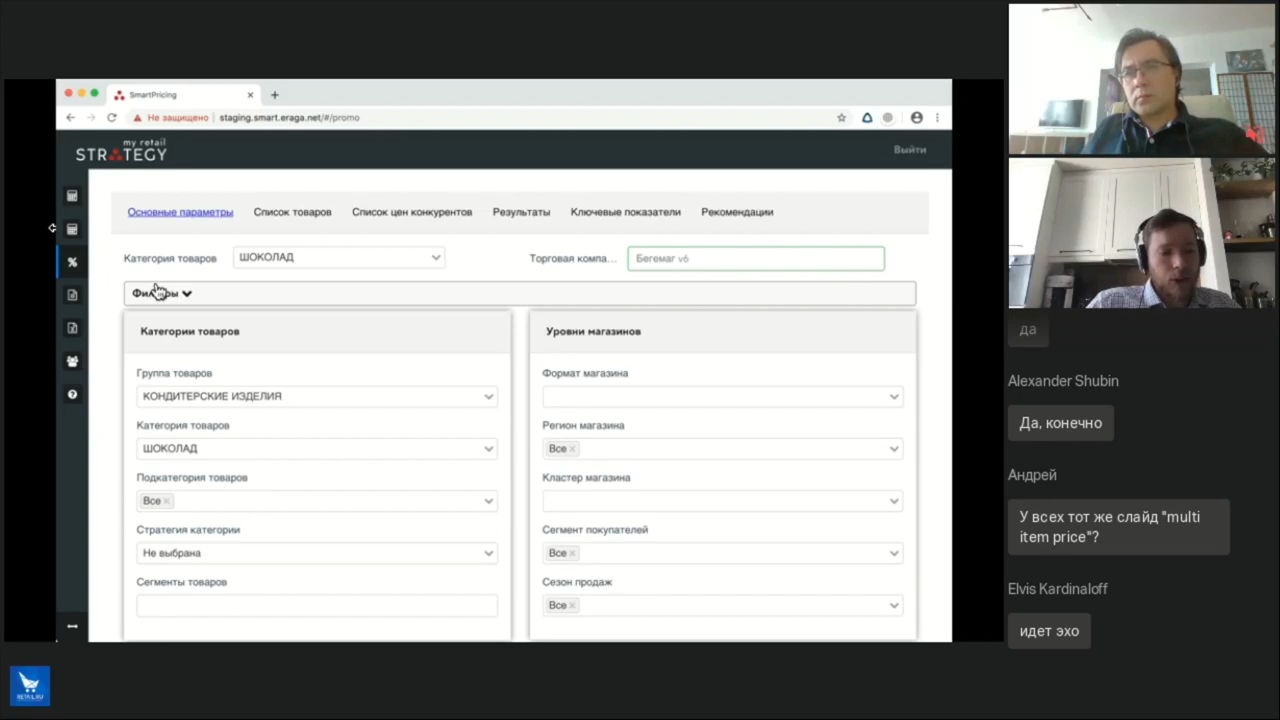 SmartPricing
Не защищено
staging.smart.eraga.net/#/promo
my retail
STRATEGY
Выйти
Основные параметры
Список товаров
Список цен конкурентов
Результаты
Ключевые показатели
Рекомендации
Категория товаров
ШОКОЛАД
Торговая компа...
Бегемаг v6
Категории товаров
Группа товаров
КОНДИТЕРСКИЕ ИЗДЕЛИЯ
Категория товаров
ШОКОЛАД
Подкатегория товаров
Все
Стратегия категории
Не выбрана
Сегменты товаров
Уровни магазинов
Формат магазина
Регион магазина
Все
Кластер магазина
Сегмент покупателей
Все
Сезон продаж
Все
да
Alexander Shubin
Да, конечно
Андрей
У всех тот же слайд "multi
item price"?
Elvis Kardinaloff
идет эхо
RETAIL.RU